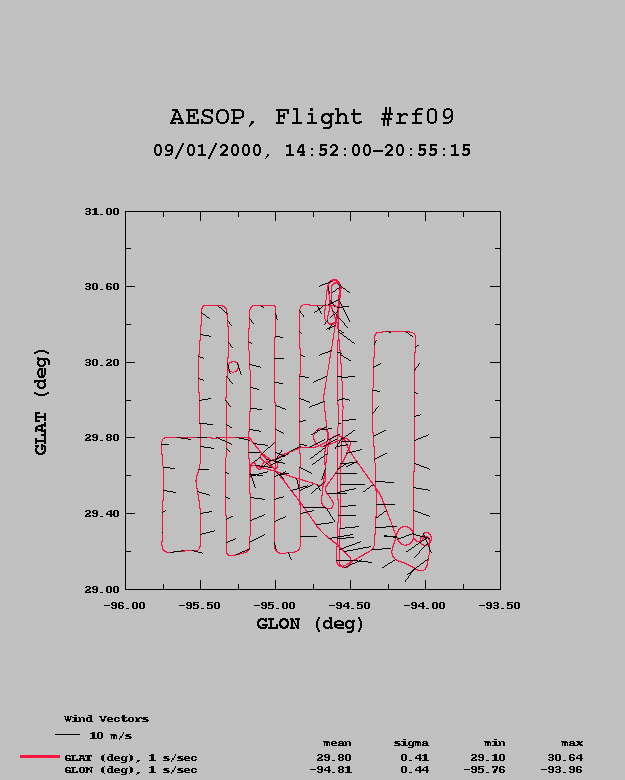 AESOP, Flight #rf09
09/01/2000, 14:52:00-20:55:15
31.00
30.60
30.20
29.80
29.40
29.00
GLAT (deg)
-96.00 -95.50 -95.00 -94.50 -94.00 -93.50
GLON (deg)
Wind Vectors
10 m/s
mean sigma min max
GLAT (deg), 1 s/sec 29.80 0.41 29.10 30.64
GLON (deg), 1 s/sec -94.81 0.44 -95.76 -93.96